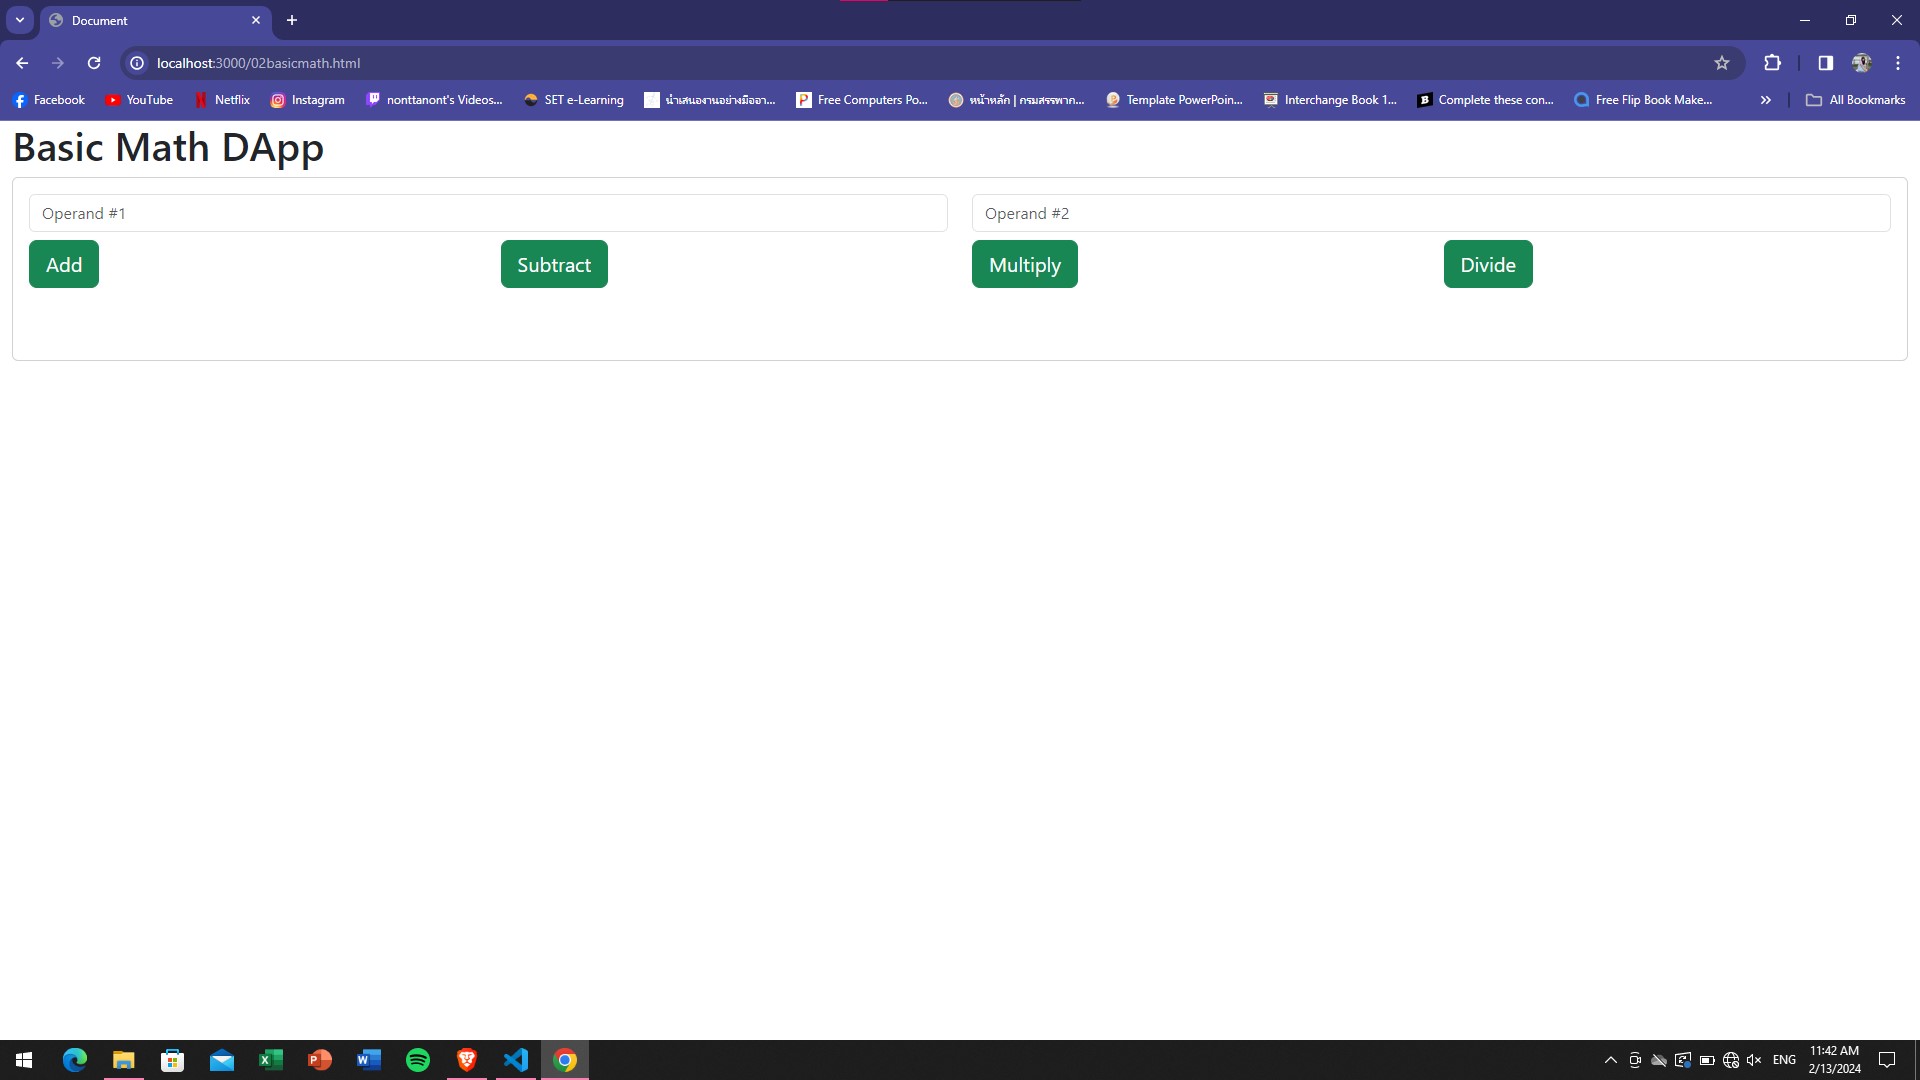 Document
localhost:3000/02basicmath.html
Facebook
YouTube
Netflix
Instagram
nonttanont's Videos...
SET e-Learning
นำเสนองานอย่างมืออา...
Free Computers Po...
หน้าหลัก | กรมสรรพาก...
Template PowerPoin...
Interchange Book 1...
Complete these con...
Free Flip Book Make...
All Bookmarks
Basic Math DApp
Operand #1
Operand #2
Add
Subtract
Multiply
Divide
ENG
11:42 AM
2/13/2024